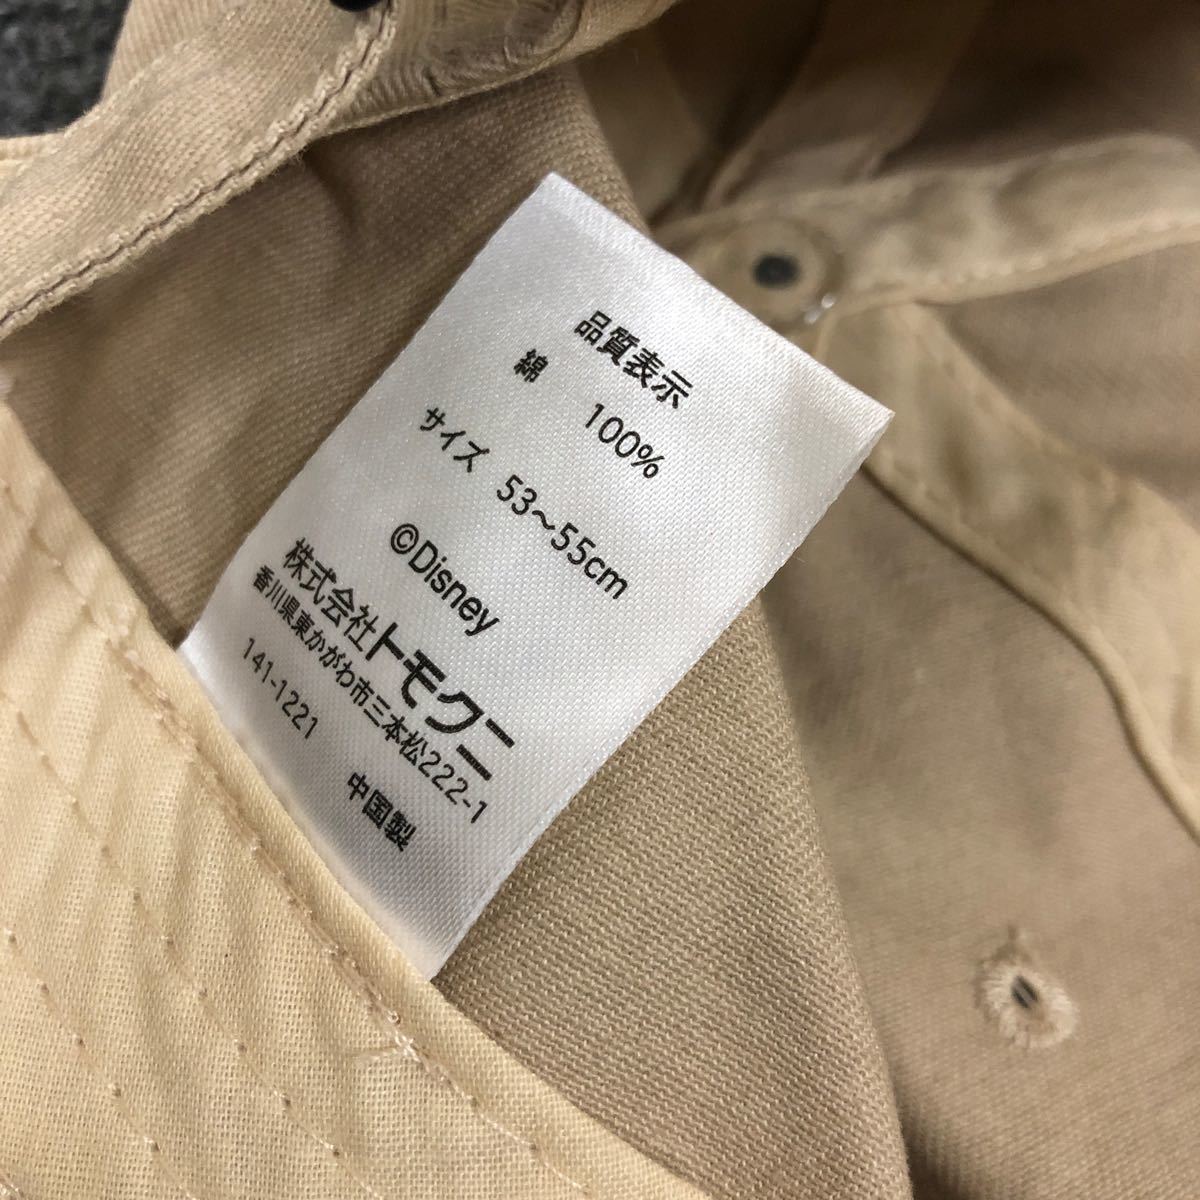 品質表示
綿 100%
サイズ 53〜55cm
©Disney
株式会社トモクニ
香川県東かがわ市三本松222-1
141-1221
中国製